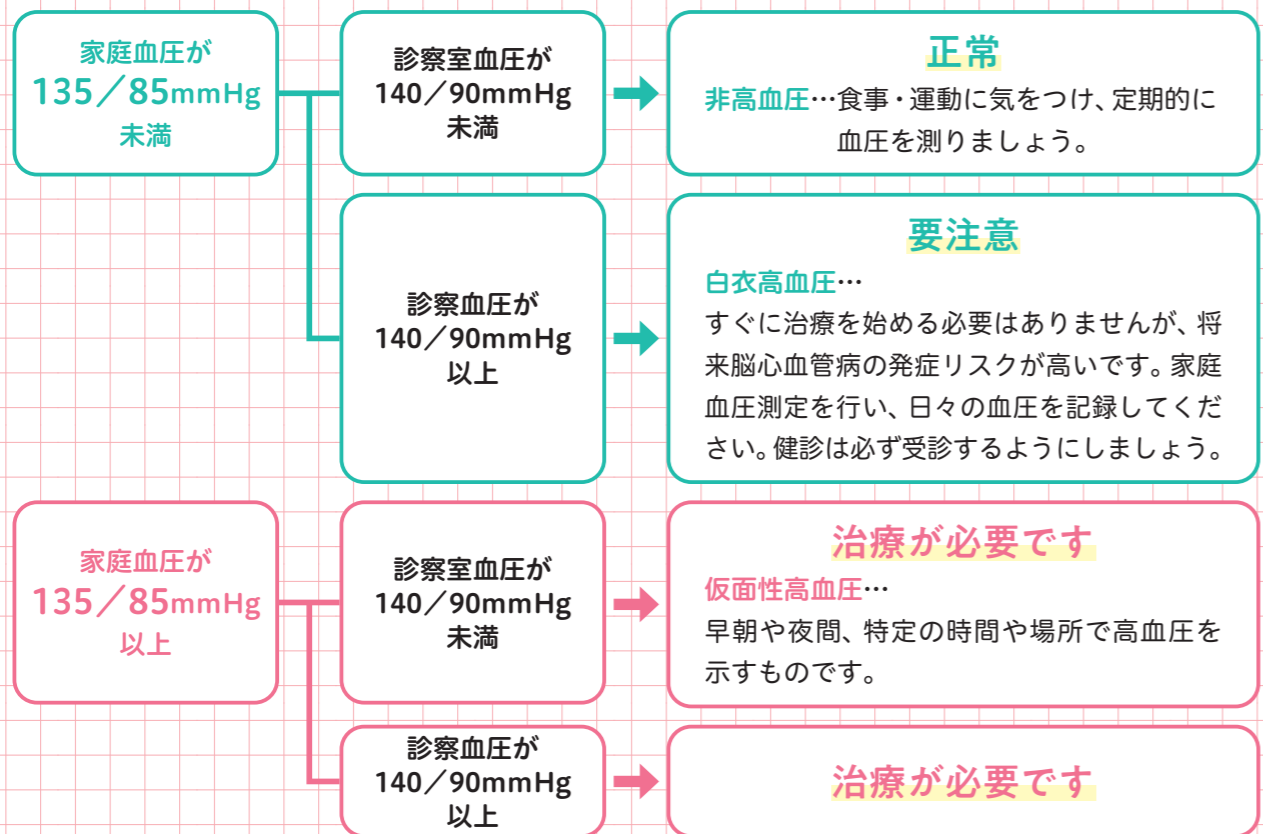 家庭血圧が
135／85mmHg
未満
診察室血圧が
140／90mmHg
未満
正常
非高血圧…食事・運動に気をつけ、定期的に
血圧を測りましょう。
診察血圧が
140／90mmHg
以上
要注意
白衣高血圧…
すぐに治療を始める必要はありませんが、将
来脳心血管病の発症リスクが高いです。家庭
血圧測定を行い、日々の血圧を記録してくだ
さい。健診は必ず受診するようにしましょう。
家庭血圧が
135／85mmHg
以上
診察室血圧が
140／90mmHg
未満
治療が必要です
仮面性高血圧…
早朝や夜間、特定の時間や場所で高血圧を
示すものです。
診察血圧が
140／90mmHg
以上
治療が必要です